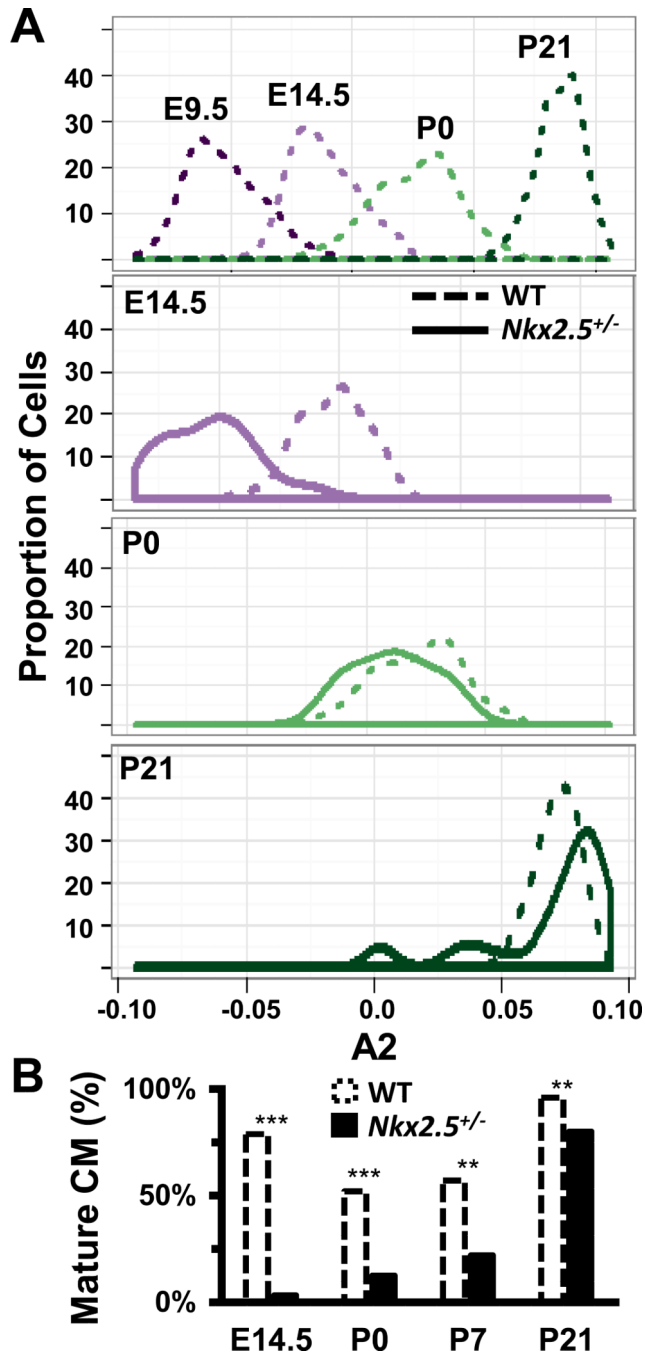 A
Proportion of Cells
E9.5
E14.5
P0
P21
40
30
20
10
E14.5
WT
Nkx2.5+/-
40
30
20
10
P0
40
30
20
10
P21
40
30
20
10
-0.10
-0.05
0.0
0.05
0.10
A2
B
Mature CM (%)
100%
50%
0%
WT
Nkx2.5+/-
***
***
**
**
E14.5
P0
P7
P21